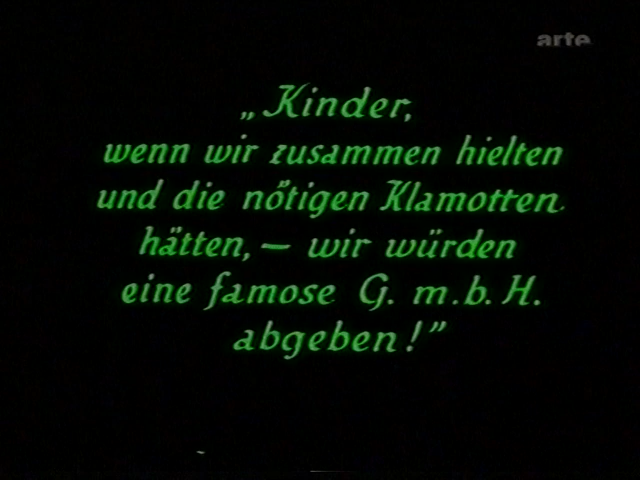 arte
„Kinder,
wenn wir zusammen hielten
und die nötigen Klamotten
hätten, — wir würden
eine famose G. m. b. H.
abgeben!”